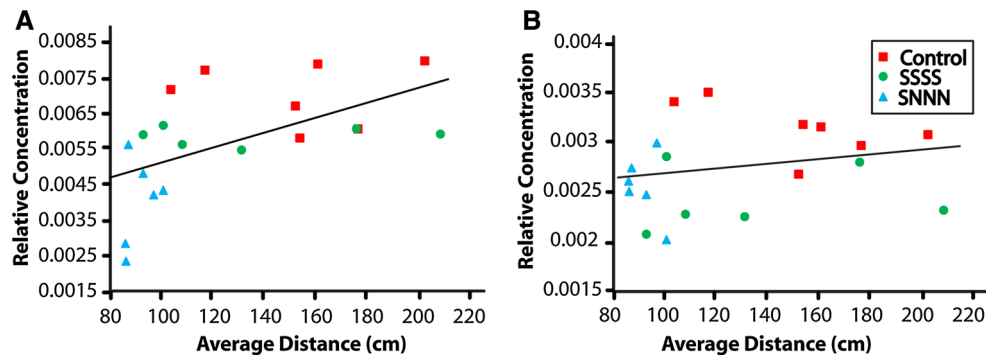 A
Relative Concentration
0.0085
0.0075
0.0065
0.0055
0.0045
0.0035
0.0025
0.0015
80 100 120 140 160 180 200 220
Average Distance (cm)
B
Relative Concentration
0.004
0.0035
0.003
0.0025
0.002
0.0015
80 100 120 140 160 180 200 220
Average Distance (cm)
Control
SSSS
SNNN